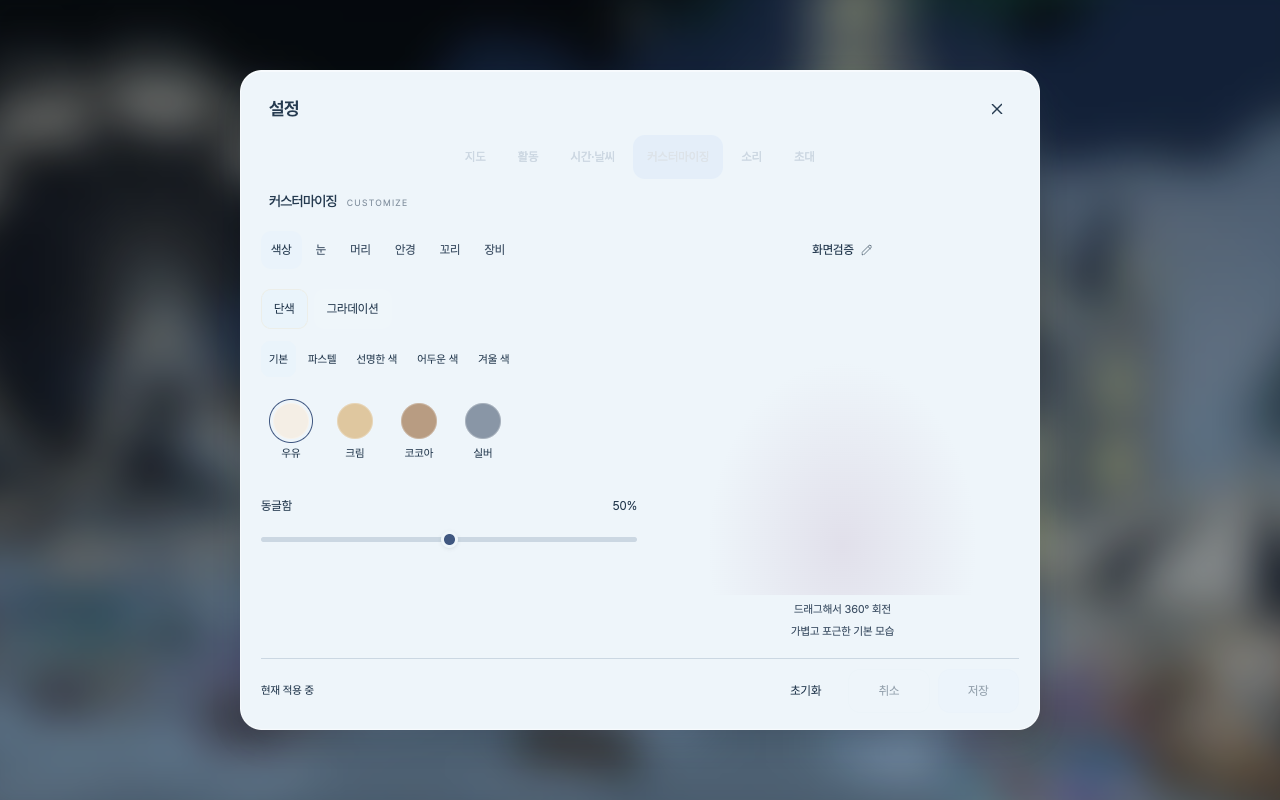 설정
지도 활동 시간·날씨 커스터마이징 소리 초대
커스터마이징 CUSTOMIZE
색상 눈 머리 안경 꼬리 장비
화면검증
단색 그라데이션
기본 파스텔 선명한 색 어두운 색 겨울 색
우유 크림 코코아 실버
동글함 50%
드래그해서 360° 회전
가볍고 포근한 기본 모습
현재 적용 중
초기화 취소 저장